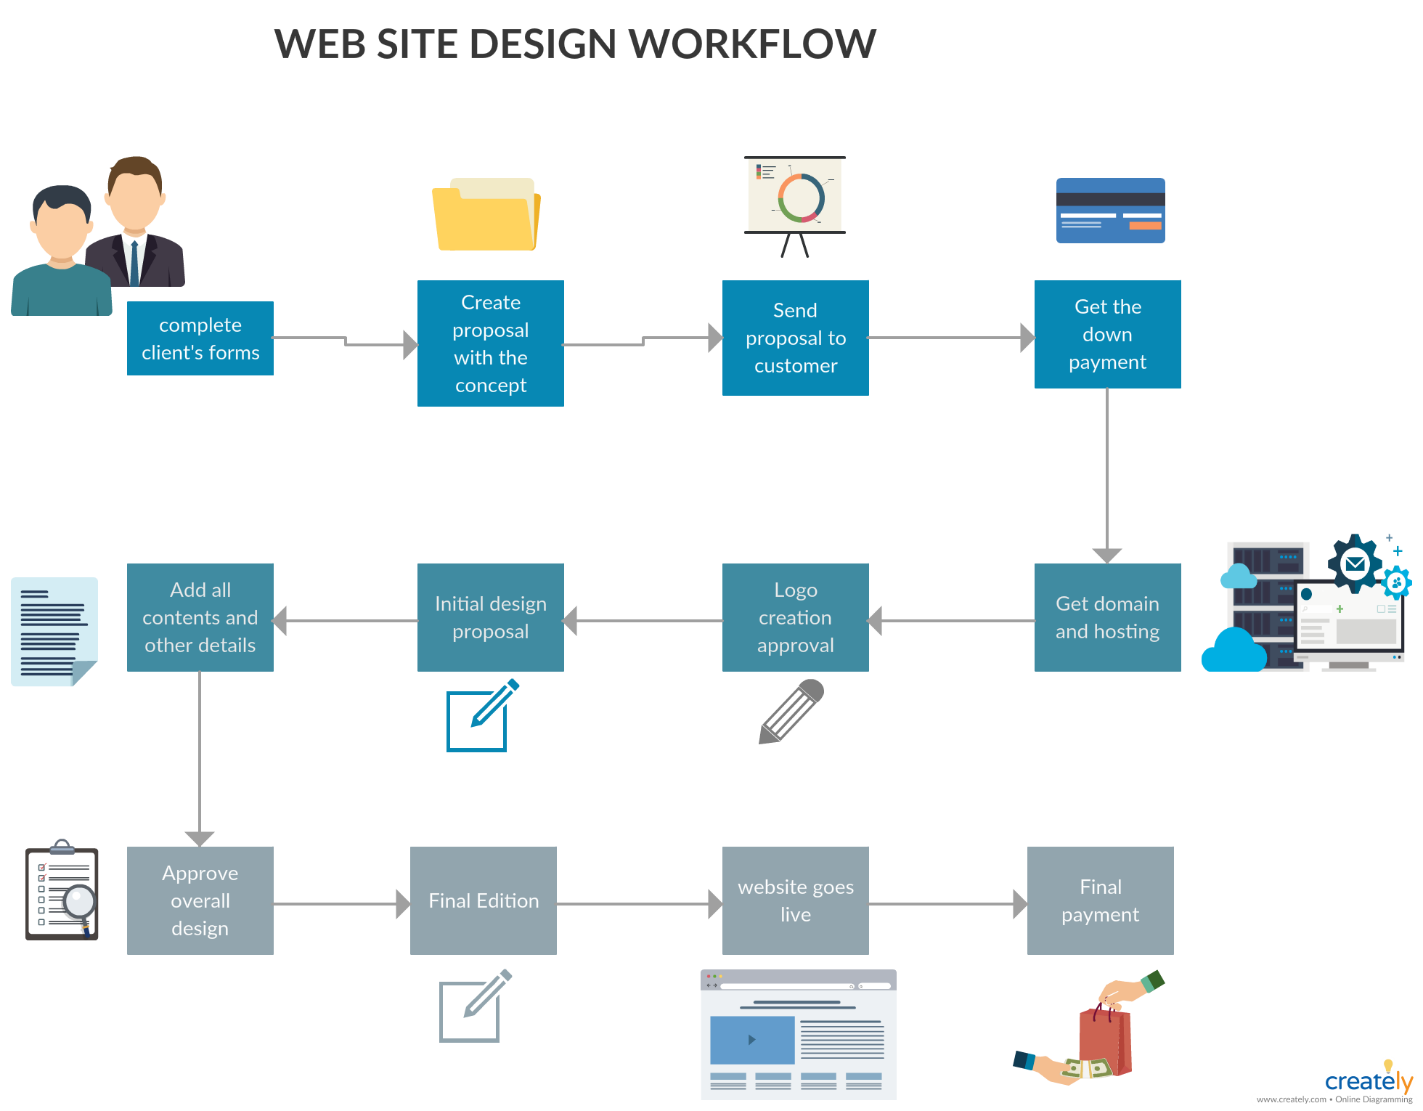 WEB SITE DESIGN WORKFLOW
complete
client's forms
Create
proposal
with the
concept
Send
proposal to
customer
Get the
down
payment
Add all
contents and
other details
Initial design
proposal
Logo
creation
approval
Get domain
and hosting
Approve
overall
design
Final Edition
website goes
live
Final
payment
creately
www.creately.com • Online Diagramming